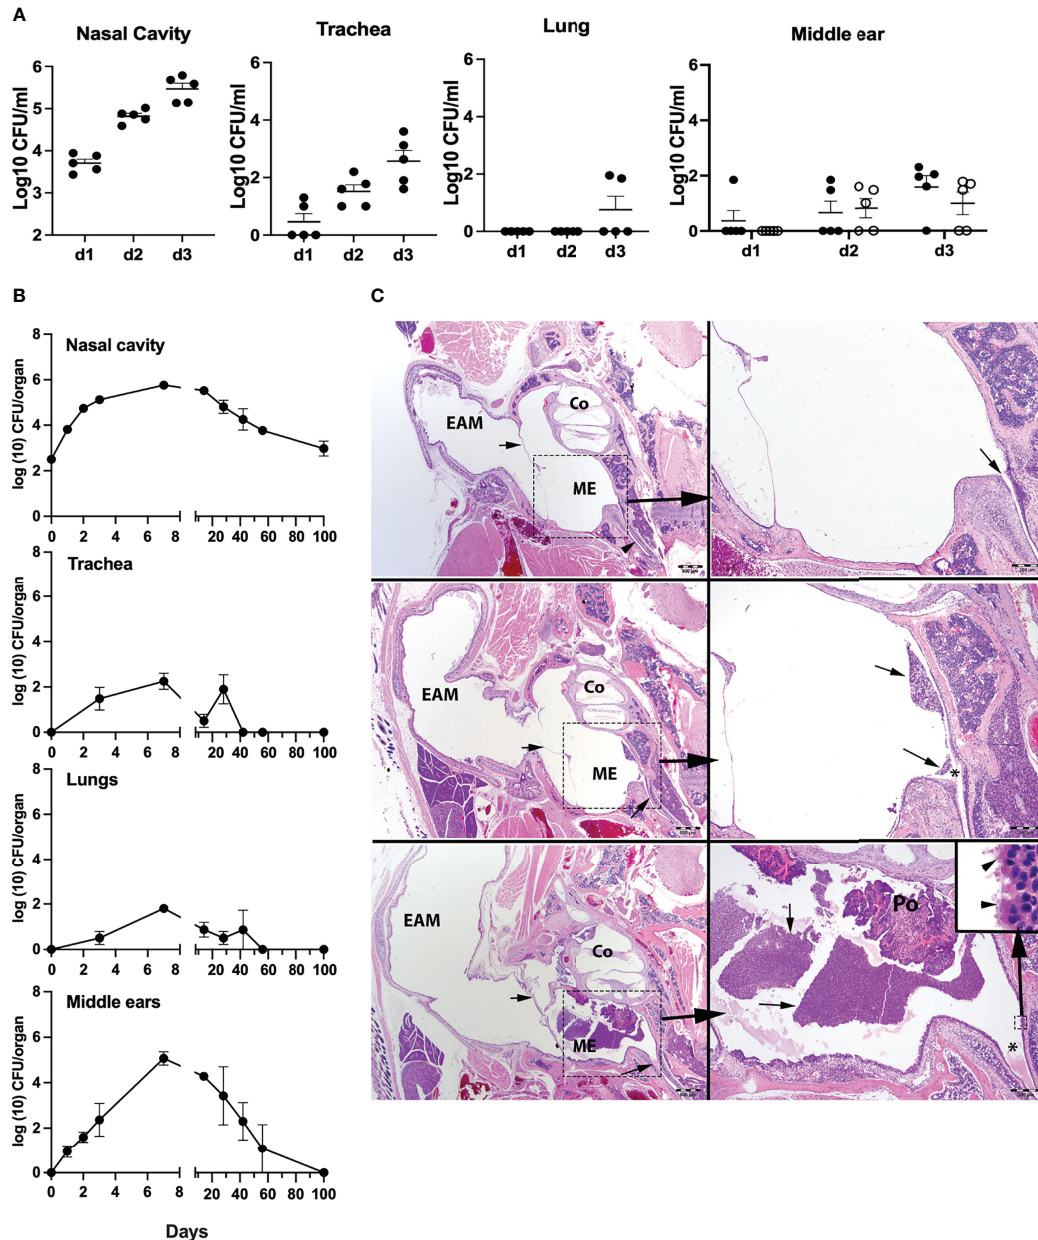 A
Nasal Cavity
Trachea
Lung
Middle ear
Log10 CFU/ml
6
5
4
3
2
d1 d2 d3
Log10 CFU/ml
6
4
2
0
d1 d2 d3
Log10 CFU/ml
6
4
2
0
d1 d2 d3
Log10 CFU/ml
6
4
2
0
d1 d2 d3
B
Nasal cavity
log (10) CFU/organ
8
6
4
2
0
0 2 4 6 8 20 40 60 80 100
Trachea
log (10) CFU/organ
8
6
4
2
0
0 2 4 6 8 20 40 60 80 100
Lungs
log (10) CFU/organ
8
6
4
2
0
0 2 4 6 8 20 40 60 80 100
Middle ears
log (10) CFU/organ
8
6
4
2
0
0 2 4 6 8 20 40 60 80 100
Days
C
EAM
Co
ME
EAM
Co
ME
*
EAM
Co
ME
Po
*